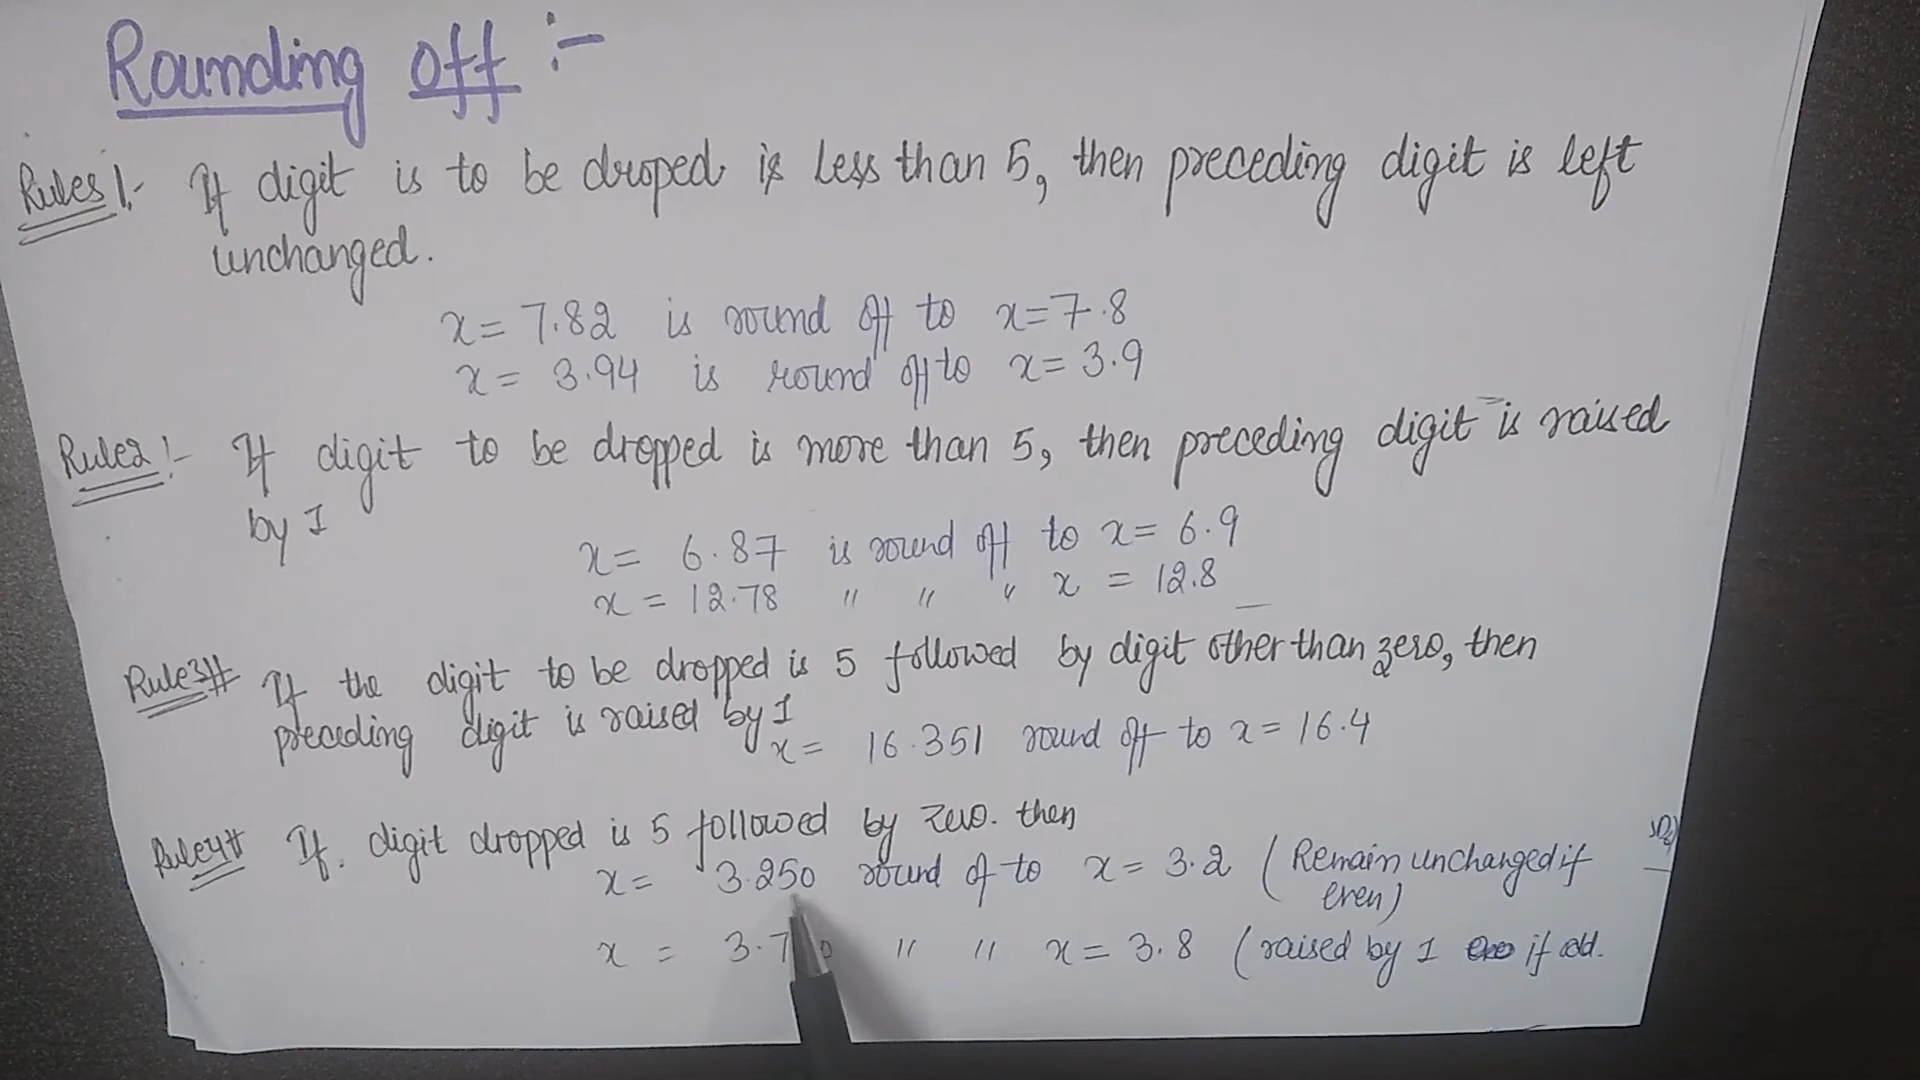 Rounding off :-
Rules 1:- If digit is to be droped is Less than 5, then preceding digit is left
unchanged.
x = 7.82 is round off to x = 7.8
x = 3.94 is round off to x = 3.9
Rule2 :- If digit to be dropped is more than 5, then preceding digit is raised
by 1
x = 6.87 is round off to x = 6.9
x = 12.78 " " " x = 12.8
Rule3# If the digit to be dropped is 5 followed by digit other than zero, then
preceding digit is raised by 1
x = 16.351 round off to x = 16.4
Rule4# If. digit dropped is 5 followed by zero. then
x = 3.250 round of to x = 3.2 (Remain unchanged if
even)
x = 3.7 0 " " x = 3.8 (raised by 1 if odd.